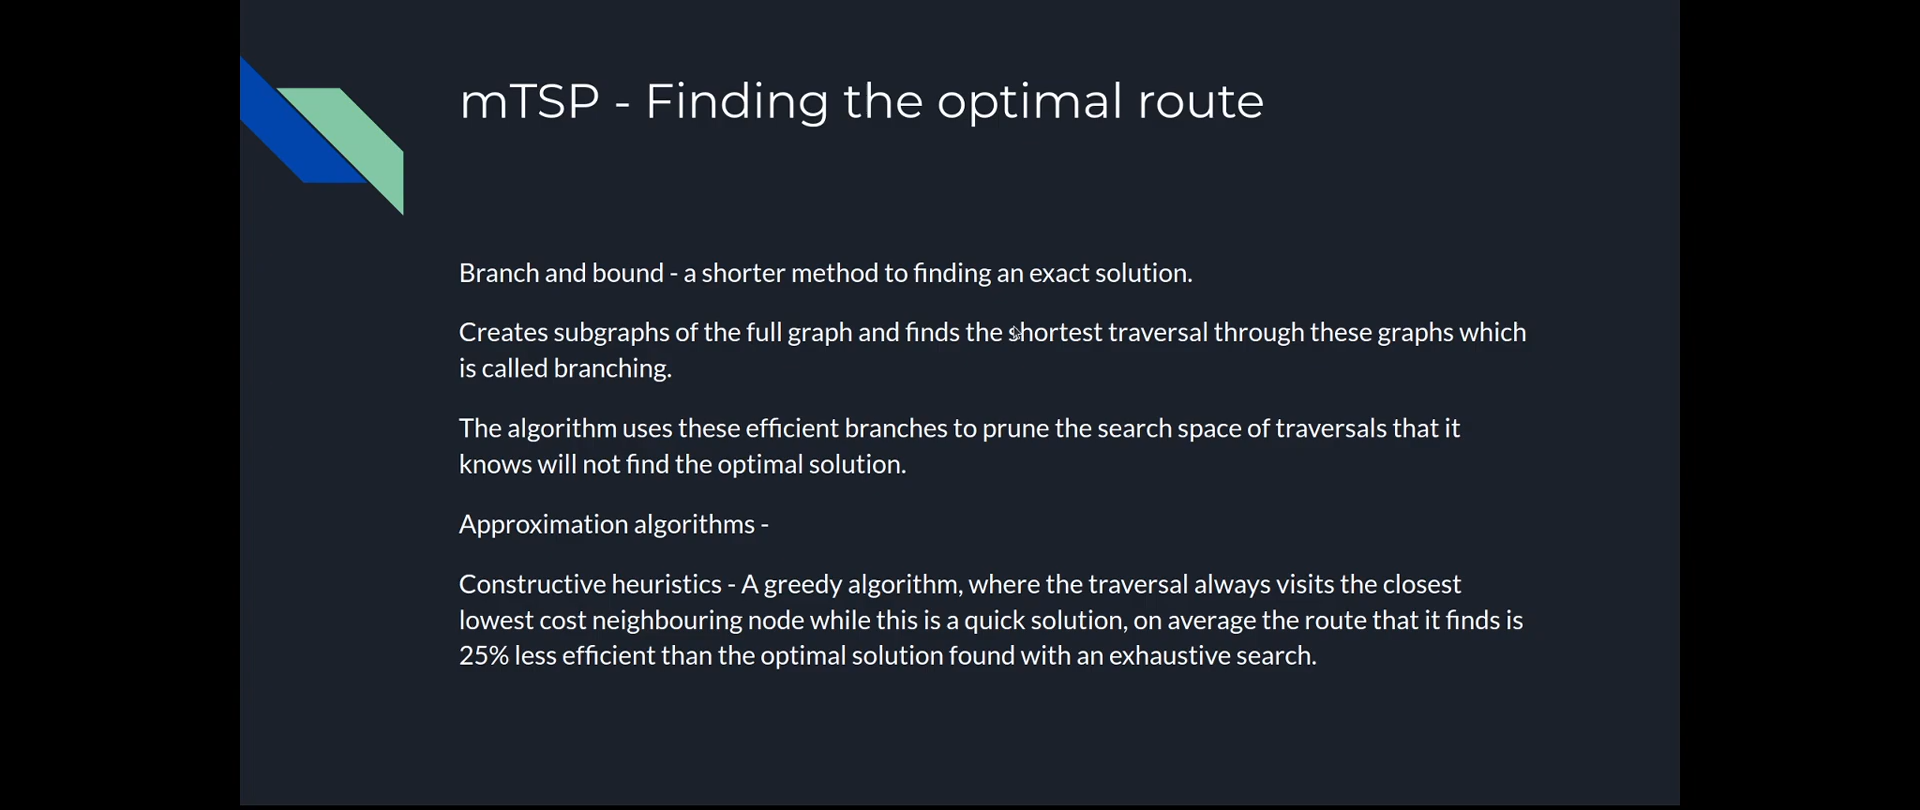 mTSP - Finding the optimal route
Branch and bound - a shorter method to finding an exact solution.
Creates subgraphs of the full graph and finds the shortest traversal through these graphs which
is called branching.
The algorithm uses these efficient branches to prune the search space of traversals that it
knows will not find the optimal solution.
Approximation algorithms -
Constructive heuristics - A greedy algorithm, where the traversal always visits the closest
lowest cost neighbouring node while this is a quick solution, on average the route that it finds is
25% less efficient than the optimal solution found with an exhaustive search.